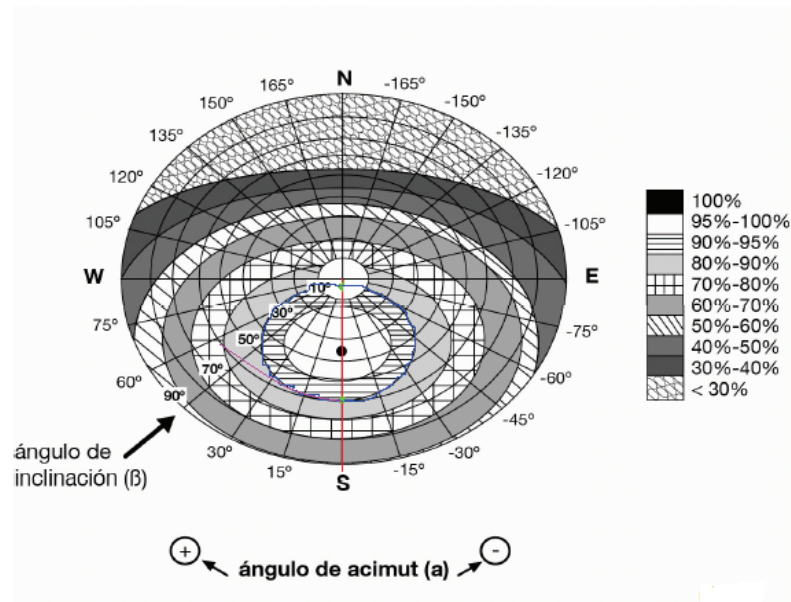 N
165º
-165º
150º
-150º
135º
-135º
120º
-120º
105º
-105º
W
E
75º
-75º
60º
-60º
-45º
30º
-30º
15º
-15º
S
10º
30º
50º
70º
90º
ángulo de
inclinación (ß)
+
ángulo de acimut (a)
-
100%
95%-100%
90%-95%
80%-90%
70%-80%
60%-70%
50%-60%
40%-50%
30%-40%
< 30%